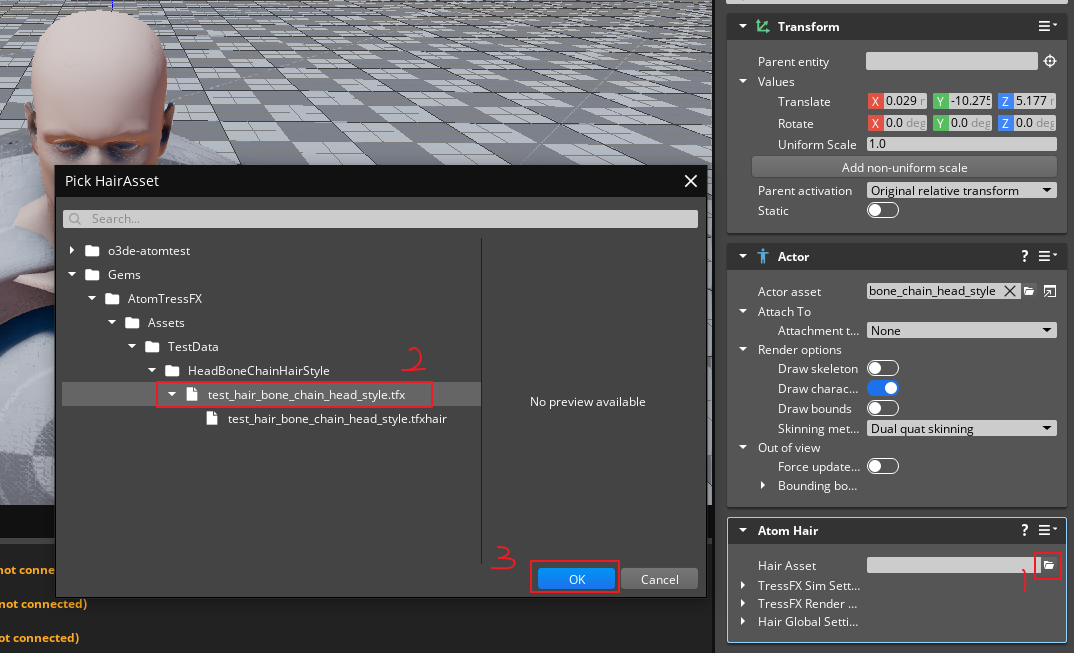 Transform
Parent entity
Values
Translate X 0.029 Y -10.275 Z 5.177
Rotate X 0.0 deg Y 0.0 deg Z 0.0 deg
Uniform Scale 1.0
Add non-uniform scale
Parent activation Original relative transform
Static
Pick HairAsset
Search...
o3de-atomtest
Gems
AtomTressFX
Assets
TestData
HeadBoneChainHairStyle
2
test_hair_bone_chain_head_style.tfx
test_hair_bone_chain_head_style.tfxhair
No preview available
3
OK
Cancel
Actor ?
Actor asset bone_chain_head_style
Attach To
Attachment t... None
Render options
Draw skeleton
Draw charac...
Draw bounds
Skinning met... Dual quat skinning
Out of view
Force update...
Bounding bo...
Atom Hair ?
Hair Asset
1
TressFX Sim Sett...
TressFX Render ...
Hair Global Setti...
not conne
not connected)
ot connected)